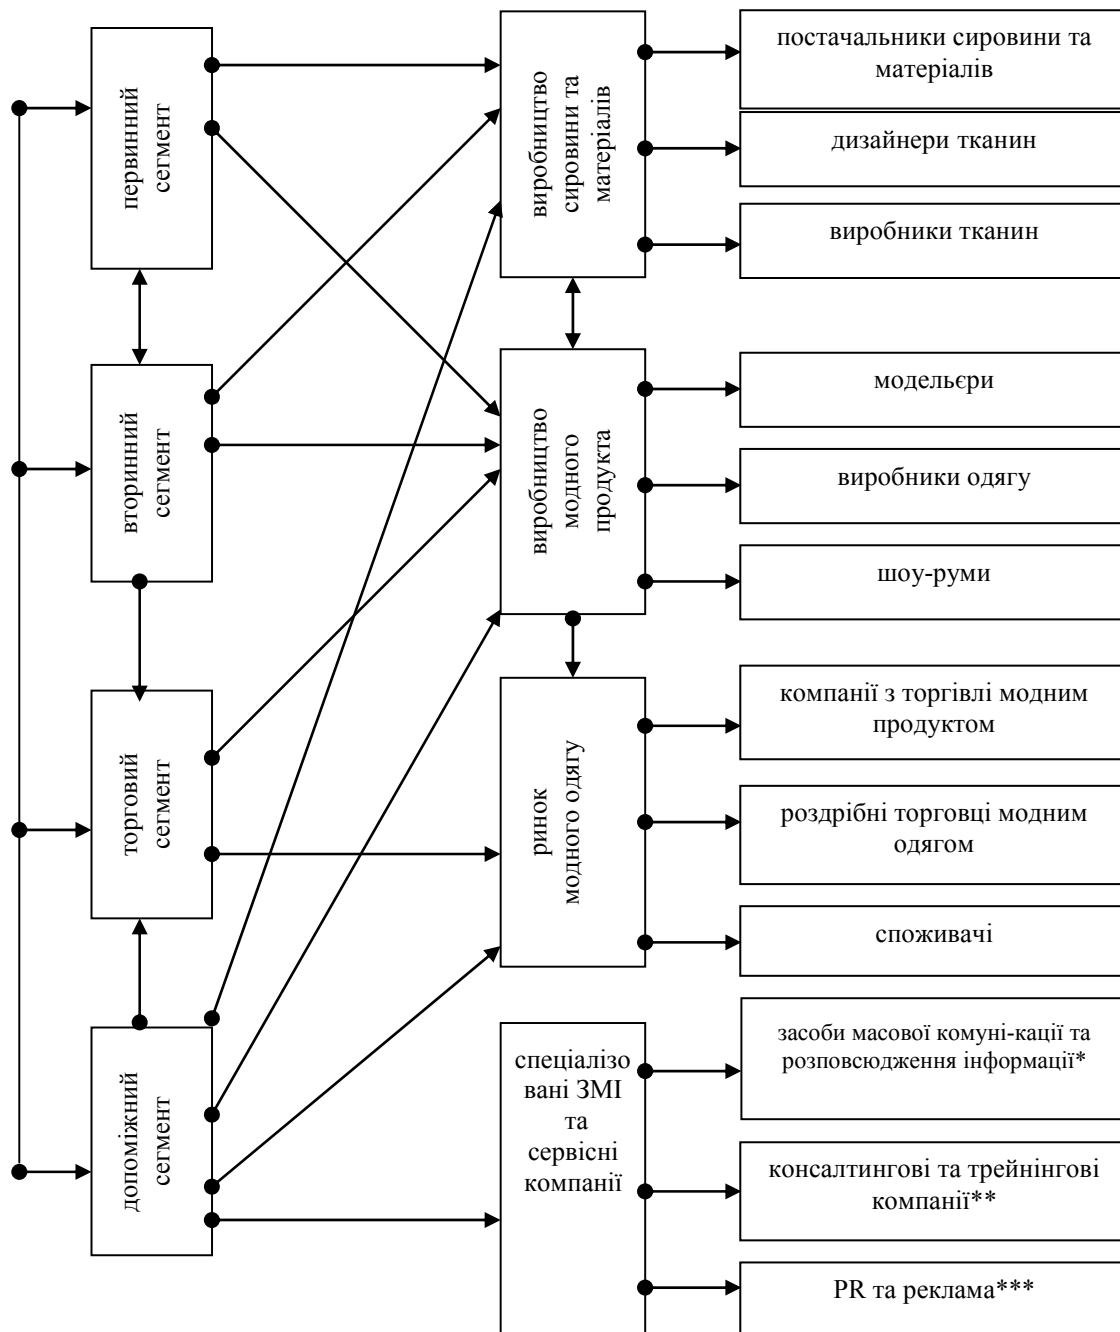 первинний
сегмент
вторинний
сегмент
торговий
сегмент
допоміжний
сегмент
виробництво
сировини та
матеріалів
виробництво
модного
продукта
ринок
модного одягу
спеціалізо
вані ЗМІ
та
сервісні
компанії
постачальники сировини та
матеріалів
дизайнери тканин
виробники тканин
модельєри
виробники одягу
шоу-руми
компанії з торгівлі модним
продуктом
роздрібні торговці модним
одягом
споживачі
засоби масової комуні-кації та
розповсюдження інформації*
консалтингові та трейнінгові
компанії**
PR та реклама***